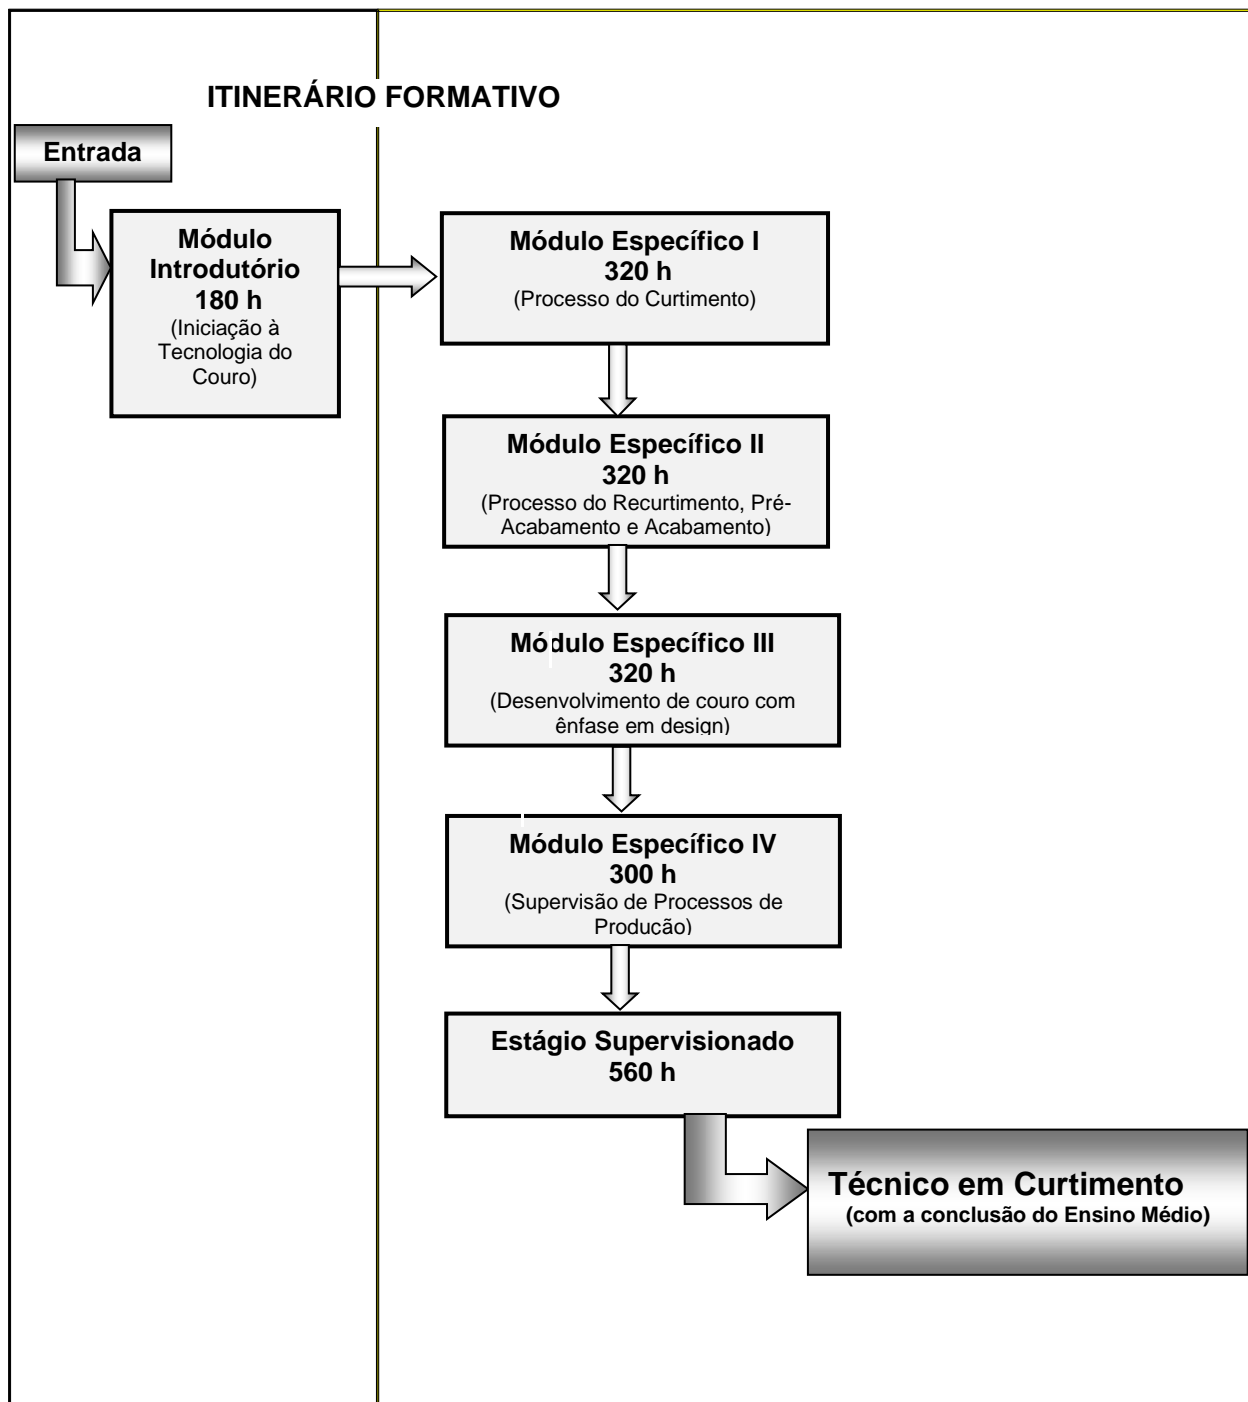 ITINERÁRIO FORMATIVO
Entrada
Módulo
Introdutório
180 h
(Iniciação à
Tecnologia do
Couro)
Módulo Específico I
320 h
(Processo do Curtimento)
Módulo Específico II
320 h
(Processo do Recurtimento, Pré-
Acabamento e Acabamento)
Módulo Específico III
320 h
(Desenvolvimento de couro com
ênfase em design)
Módulo Específico IV
300 h
(Supervisão de Processos de
Produção)
Estágio Supervisionado
560 h
Técnico em Curtimento
(com a conclusão do Ensino Médio)